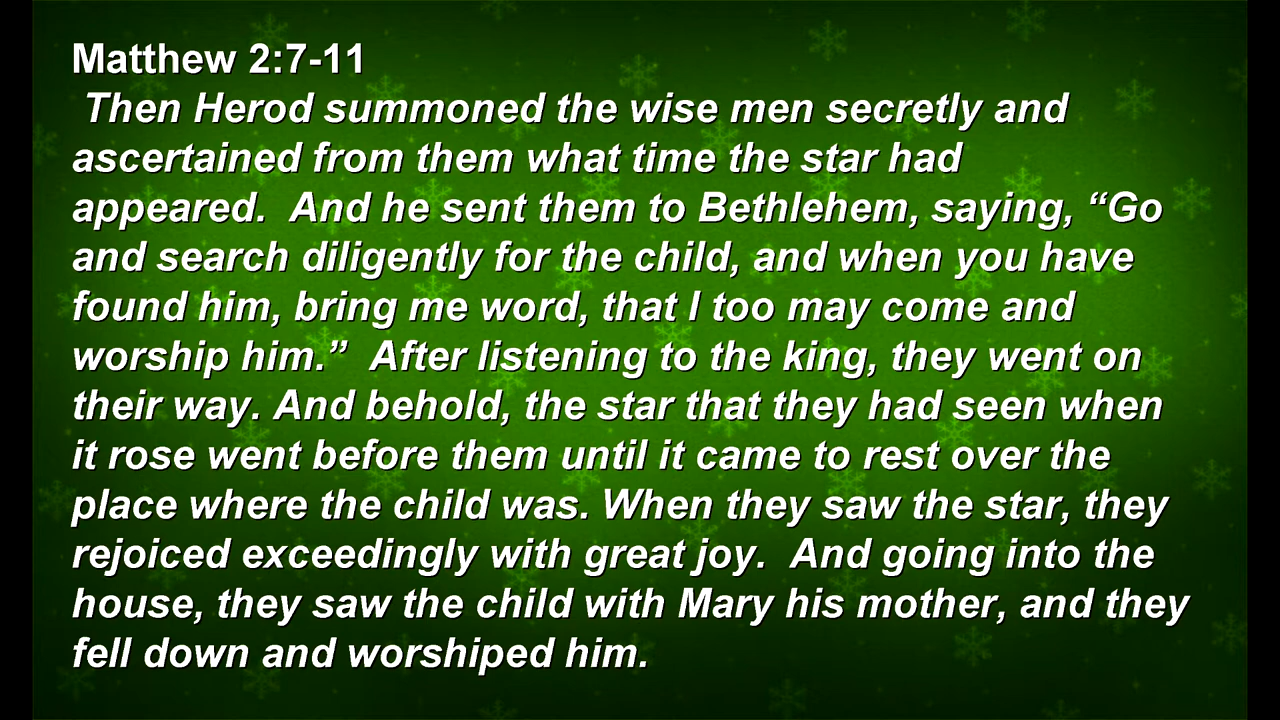 Matthew 2:7-11
Then Herod summoned the wise men secretly and
ascertained from them what time the star had
appeared.  And he sent them to Bethlehem, saying, “Go
and search diligently for the child, and when you have
found him, bring me word, that I too may come and
worship him.”  After listening to the king, they went on
their way. And behold, the star that they had seen when
it rose went before them until it came to rest over the
place where the child was. When they saw the star, they
rejoiced exceedingly with great joy.  And going into the
house, they saw the child with Mary his mother, and they
fell down and worshiped him.